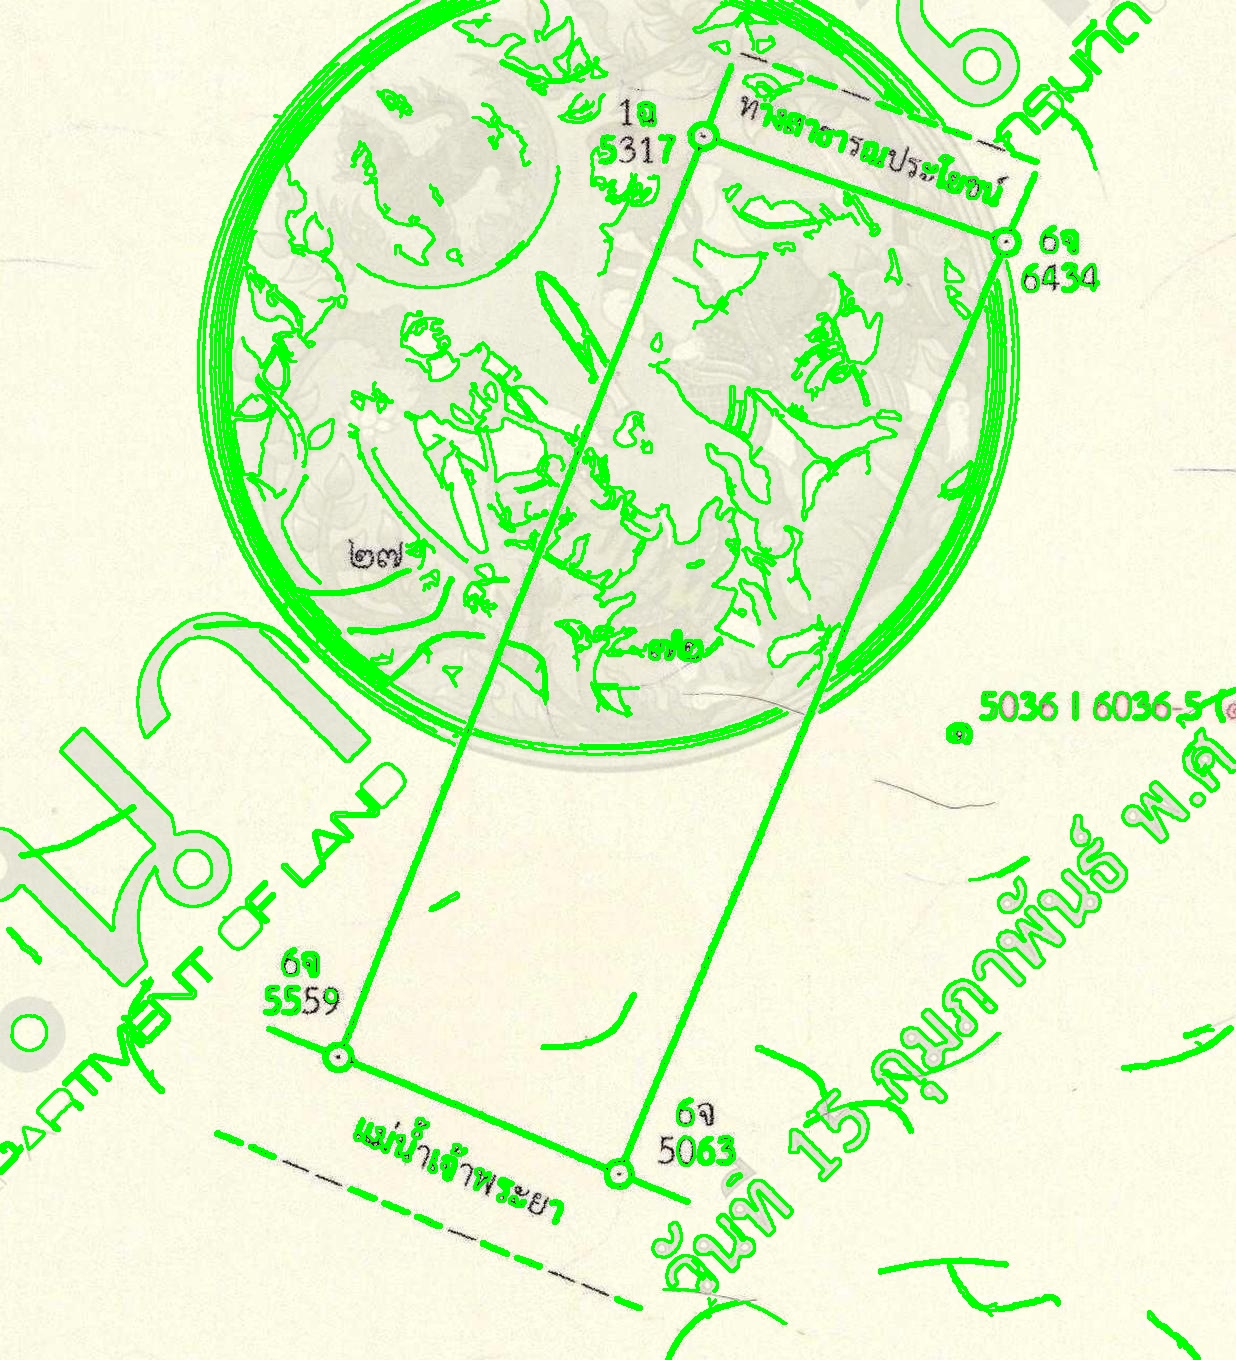 1ฉ
5317
ทางสาธารณประโยชน์
6จ
6434
๒๗
๓๒
5036 I 6036-5
๑
6จ
5559
6จ
5063
แม่น้ำเจ้าพระยา
DEPARTMENT OF LAND
วันที่ 15 กุมภาพันธ์ พ.ศ